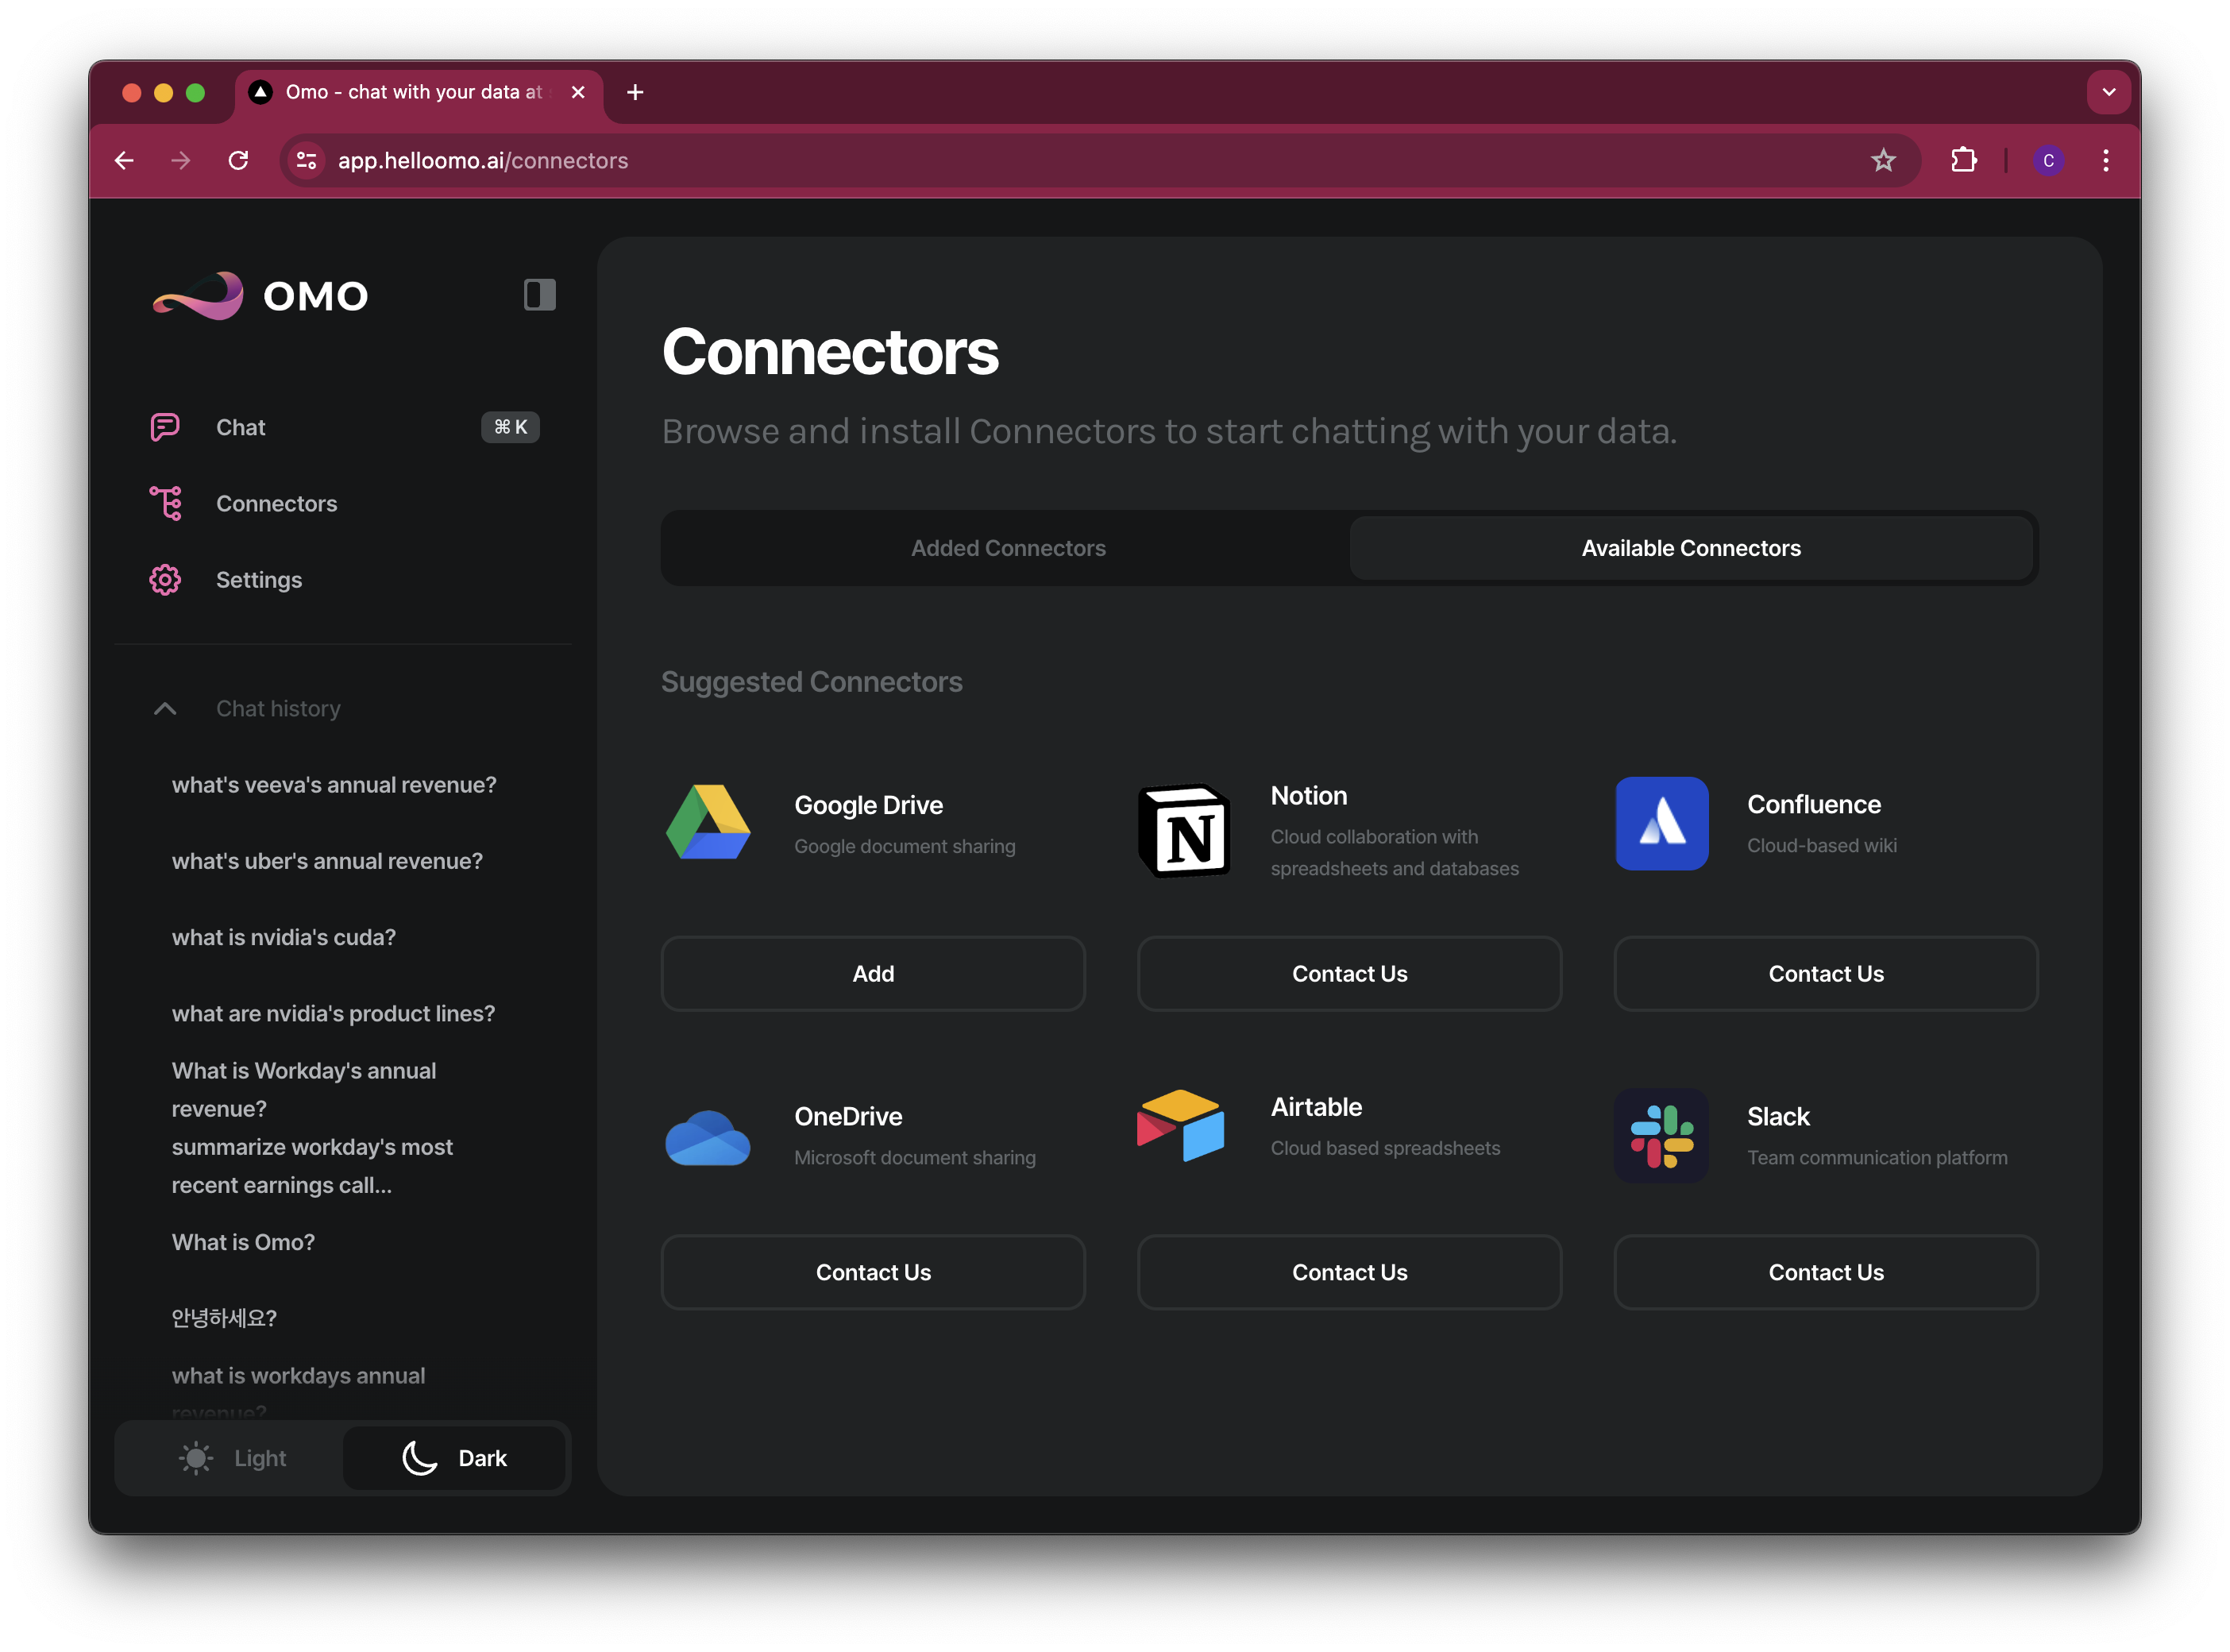 Omo - chat with your data at
app.helloomo.ai/connectors
C
OMO
Chat
⌘ K
Connectors
Settings
Chat history
what's veeva's annual revenue?
what's uber's annual revenue?
what is nvidia's cuda?
what are nvidia's product lines?
What is Workday's annual
revenue?
summarize workday's most
recent earnings call...
What is Omo?
안녕하세요?
what is workdays annual
revenue?
Light
Dark
Connectors
Browse and install Connectors to start chatting with your data.
Added Connectors
Available Connectors
Suggested Connectors
Google Drive
Google document sharing
Add
N
Notion
Cloud collaboration with
spreadsheets and databases
Contact Us
Confluence
Cloud-based wiki
Contact Us
OneDrive
Microsoft document sharing
Contact Us
Airtable
Cloud based spreadsheets
Contact Us
Slack
Team communication platform
Contact Us